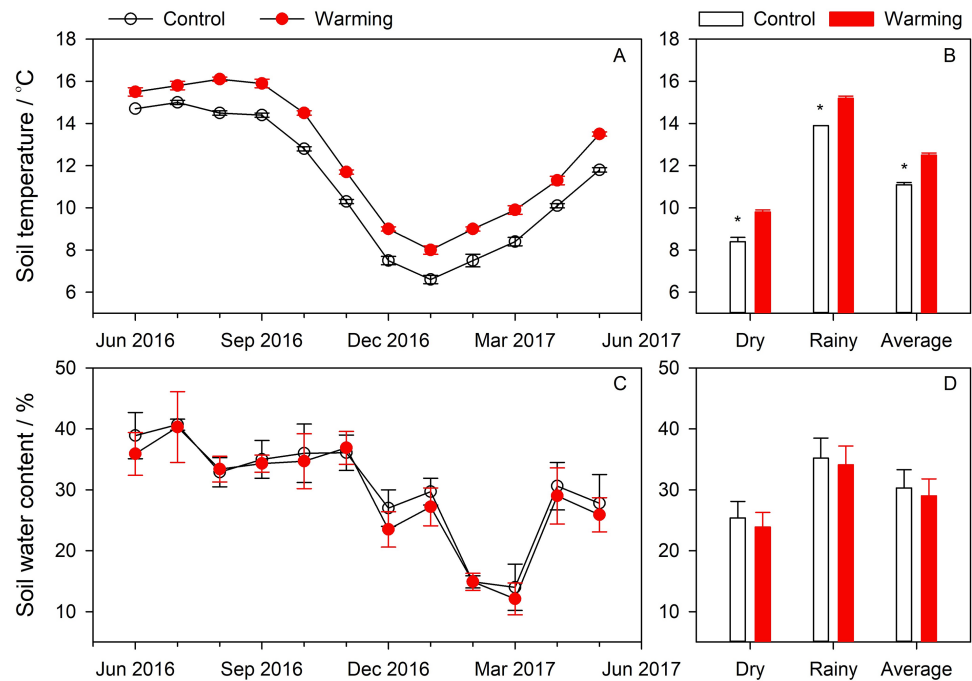 Control Warming Control Warming
A B
Soil temperature / °C
18 18
16 16
14 14
12 12
10 10
8 8
6 6
* * *
Jun 2016 Sep 2016 Dec 2016 Mar 2017 Jun 2017 Dry Rainy Average
C D
Soil water content / %
50 50
40 40
30 30
20 20
10 10
Jun 2016 Sep 2016 Dec 2016 Mar 2017 Jun 2017 Dry Rainy Average